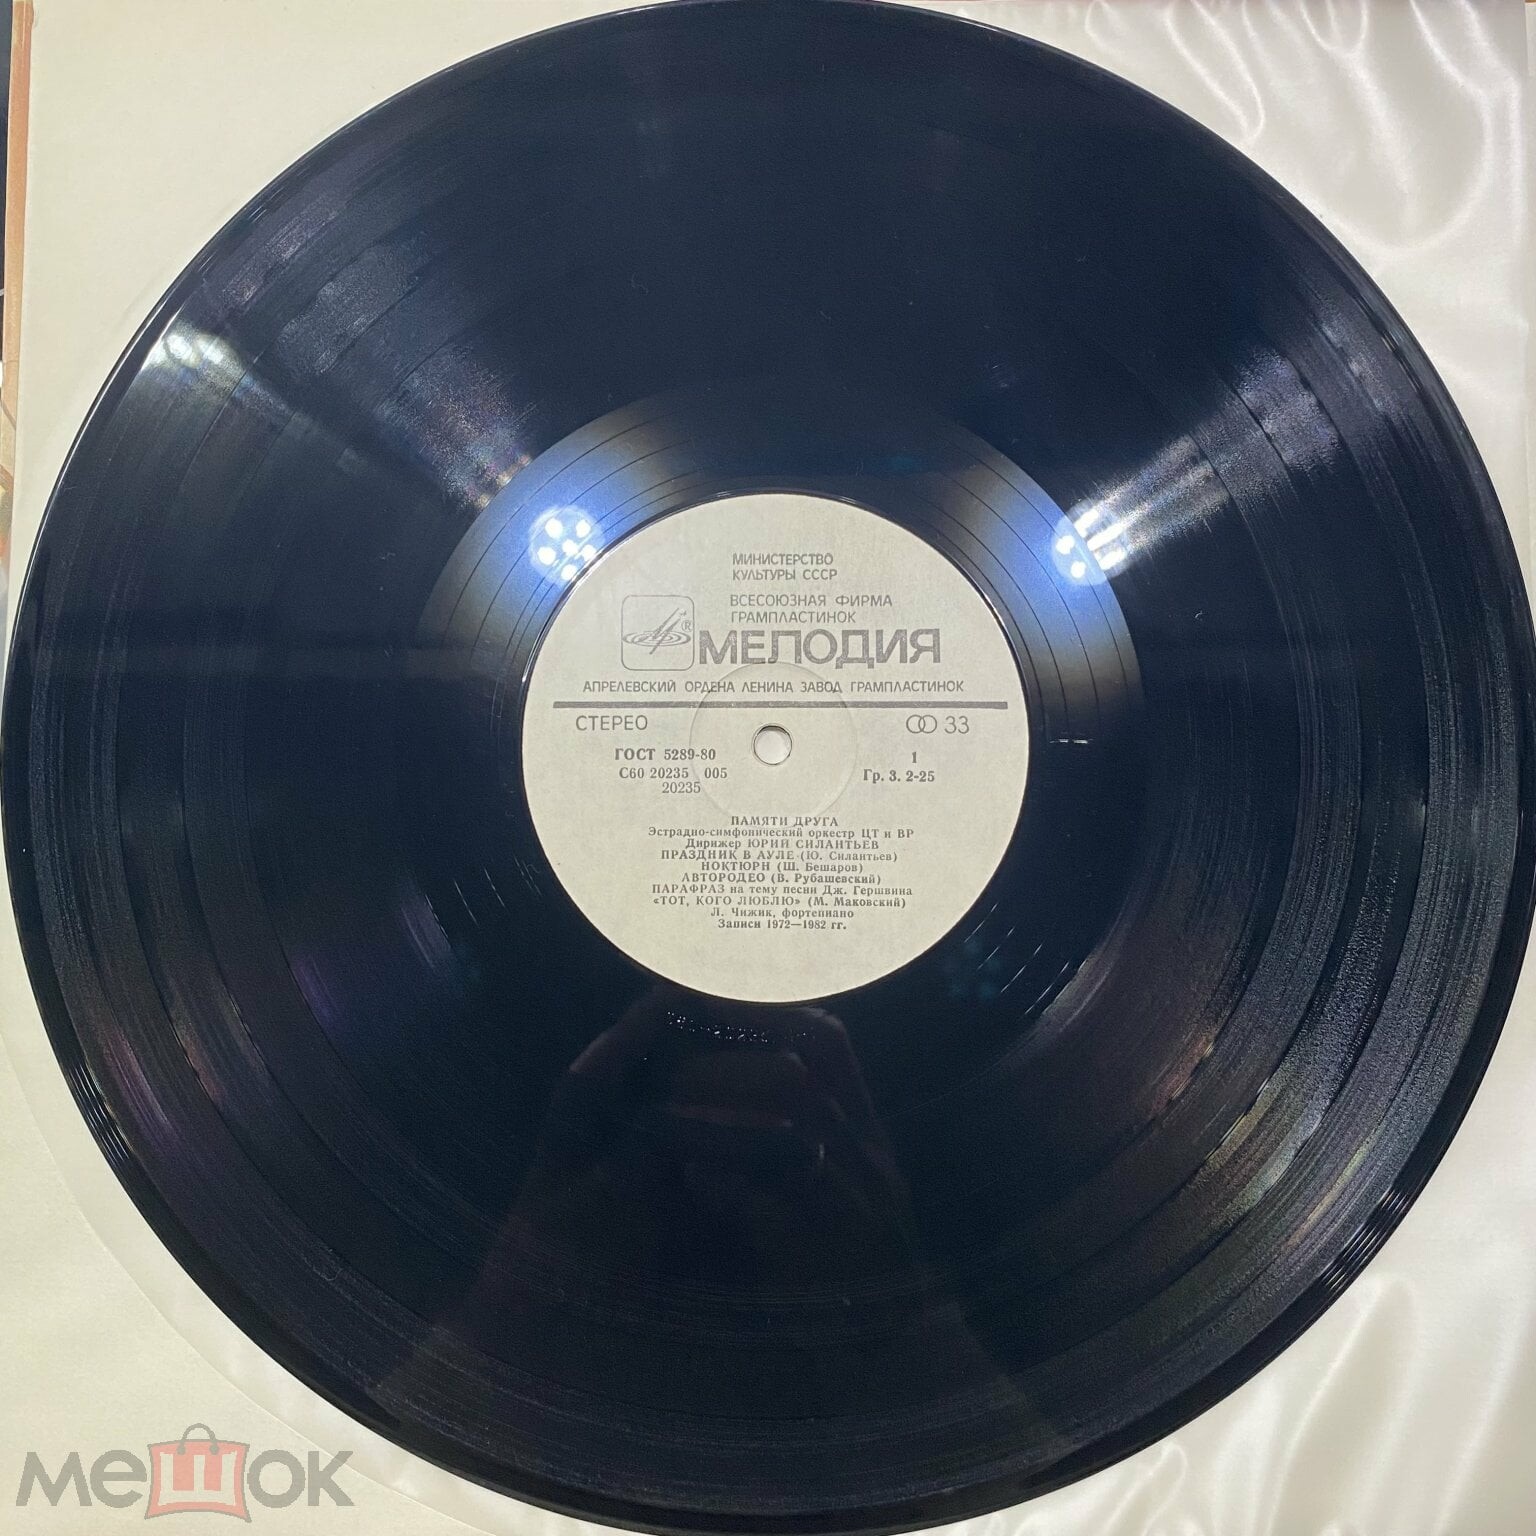 МИНИСТЕРСТВО
КУЛЬТУРЫ СССР
ВСЕСОЮЗНАЯ ФИРМА
ГРАМПЛАСТИНОК
® МЕЛОДИЯ
АПРЕЛЕВСКИЙ ОРДЕНА ЛЕНИНА ЗАВОД ГРАМПЛАСТИНОК
СТЕРЕО 33
ГОСТ 5289-80 1
С60 20235 005 Гр. 3. 2-25
20235
ПАМЯТИ ДРУГА
Эстрадно-симфонический оркестр ЦТ и ВР
Дирижер ЮРИЙ СИЛАНТЬЕВ
ПРАЗДНИК В АУЛЕ (Ю. Силантьев)
НОКТЮРН (Ш. Бешаров)
АВТОРОДЕО (В. Рубашевский)
ПАРАФРАЗ на тему песни Дж. Гершвина
«ТОТ, КОГО ЛЮБЛЮ» (М. Маковский)
Л. Чижик, фортепиано
Записи 1972—1982 гг.
мешок